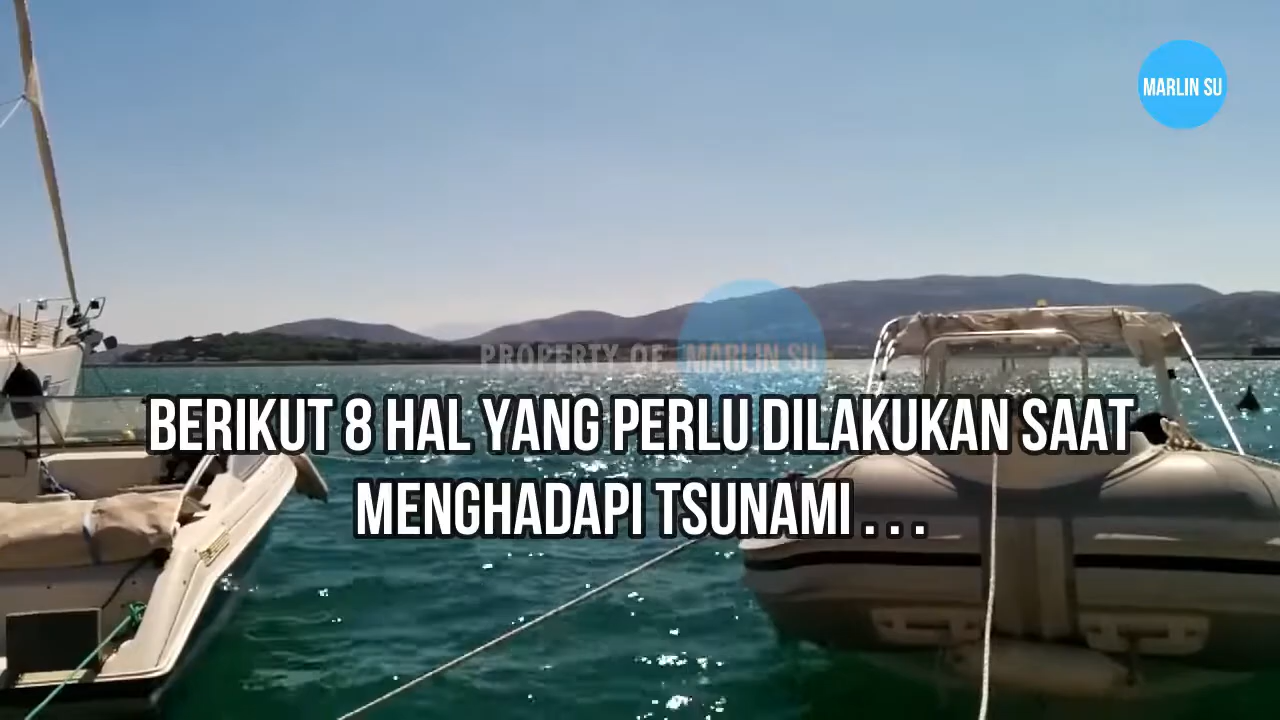 MARLIN SU
PROPERTY OF MARLIN SU
BERIKUT 8 HAL YANG PERLU DILAKUKAN SAAT
MENGHADAPI TSUNAMI . . .